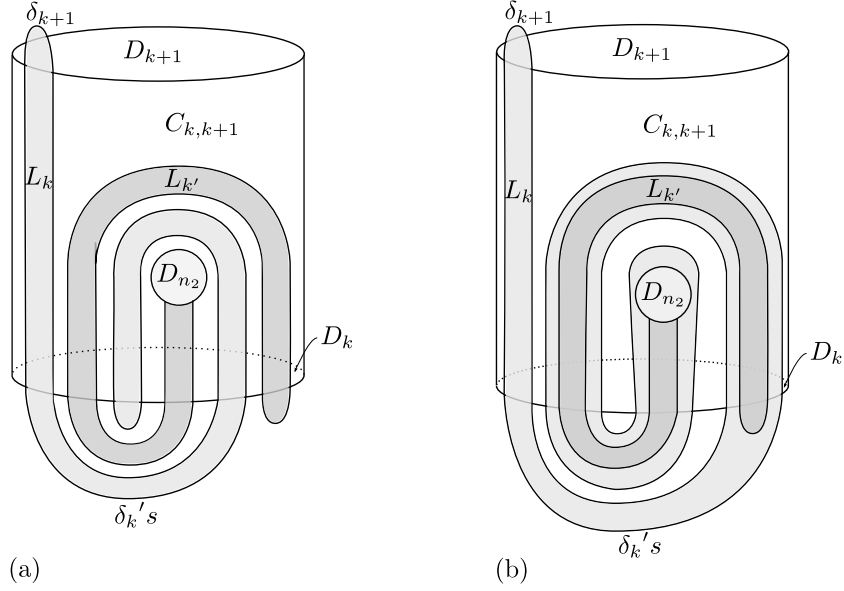 δ_{k+1}
D_{k+1}
C_{k,k+1}
L_k
L_{k'}
D_{n_2}
D_k
δ_k's
(a)
δ_{k+1}
D_{k+1}
C_{k,k+1}
L_k
L_{k'}
D_{n_2}
D_k
δ_k's
(b)